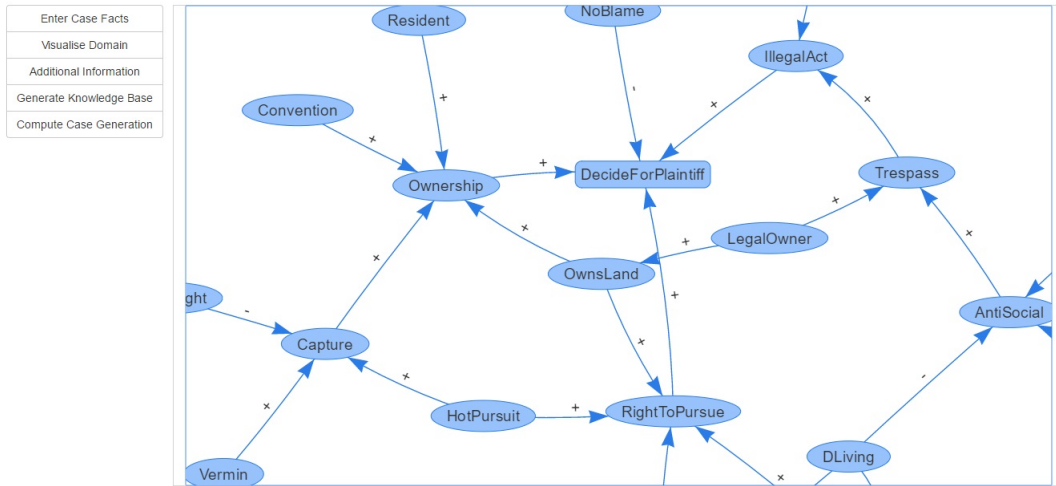 Enter Case Facts
Visualise Domain
Additional Information
Generate Knowledge Base
Compute Case Generation
Resident
NoBlame
IllegalAct
+
-
+
+
Convention
+
+
Ownership
DecideForPlaintiff
Trespass
+
+
+
+
LegalOwner
+
OwnsLand
+
ght
-
+
AntiSocial
Capture
+
+
-
+
+
HotPursuit
RightToPursue
DLiving
Vermin
+